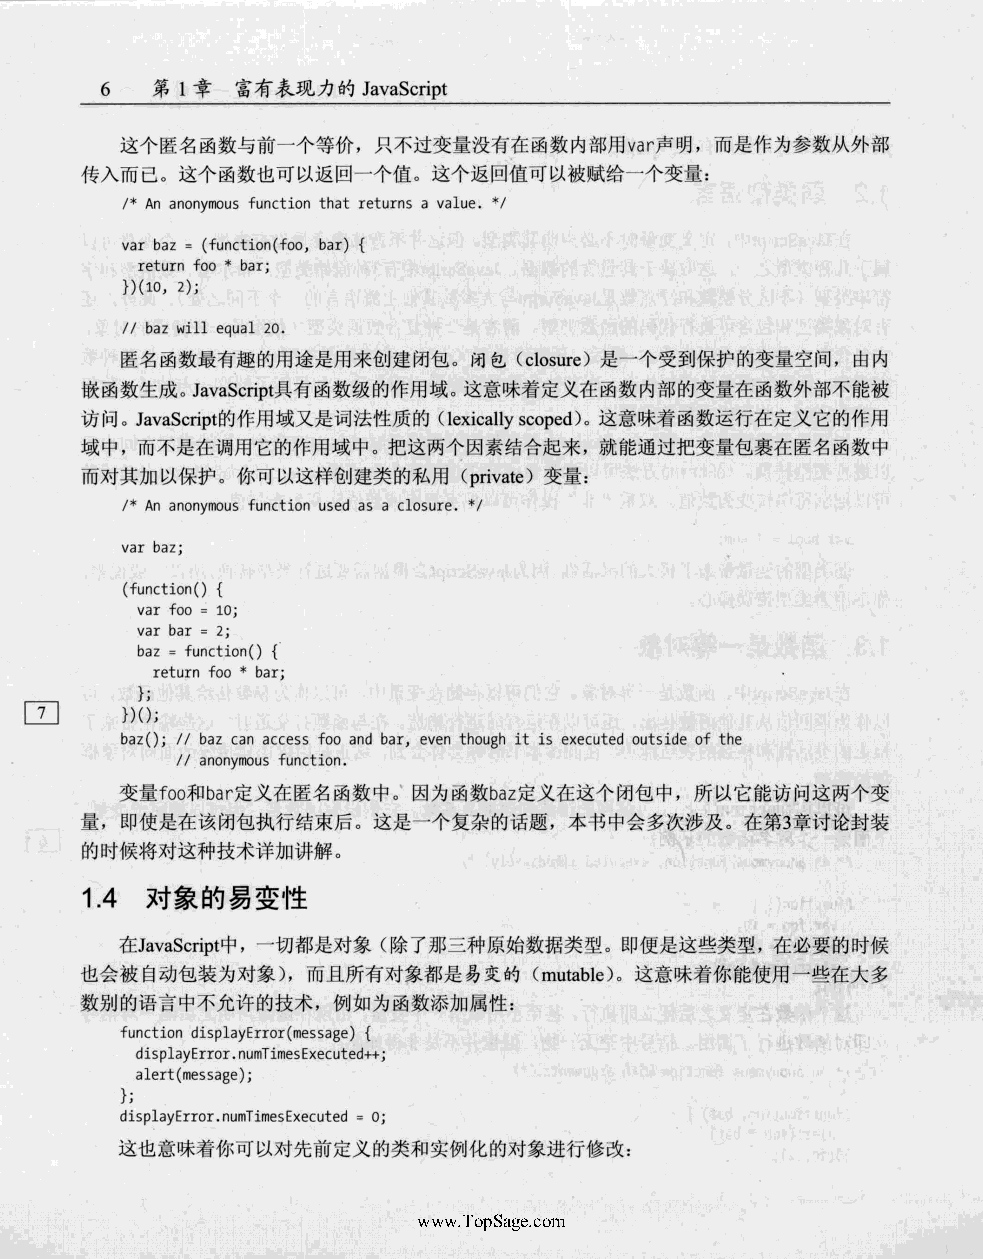 6 第1章 富有表现力的 JavaScript
这个匿名函数与前一个等价，只不过变量没有在函数内部用var声明，而是作为参数从外部
传入而已。这个函数也可以返回一个值。这个返回值可以被赋给一个变量：
/* An anonymous function that returns a value. */
var baz = (function(foo, bar) {
return foo * bar;
})(10, 2);
// baz will equal 20.
匿名函数最有趣的用途是用来创建闭包。闭包（closure）是一个受到保护的变量空间，由内
嵌函数生成。JavaScript具有函数级的作用域。这意味着定义在函数内部的变量在函数外部不能被
访问。JavaScript的作用域又是词法性质的（lexically scoped）。这意味着函数运行在定义它的作用
域中，而不是在调用它的作用域中。把这两个因素结合起来，就能通过把变量包裹在匿名函数中
而对其加以保护。你可以这样创建类的私用（private）变量：
/* An anonymous function used as a closure. */
var baz;
(function() {
var foo = 10;
var bar = 2;
baz = function() {
return foo * bar;
};
})();
7
baz(); // baz can access foo and bar, even though it is executed outside of the
// anonymous function.
变量foo和bar定义在匿名函数中。因为函数baz定义在这个闭包中，所以它能访问这两个变
量，即使是在该闭包执行结束后。这是一个复杂的话题，本书中会多次涉及。在第3章讨论封装
的时候将对这种技术详加讲解。
1.4 对象的易变性
在JavaScript中，一切都是对象（除了那三种原始数据类型。即便是这些类型，在必要的时候
也会被自动包装为对象），而且所有对象都是易变的（mutable）。这意味着你能使用一些在大多
数别的语言中不允许的技术，例如为函数添加属性：
function displayError(message) {
displayError.numTimesExecuted++;
alert(message);
};
displayError.numTimesExecuted = 0;
这也意味着你可以对先前定义的类和实例化的对象进行修改：
www.TopSage.com